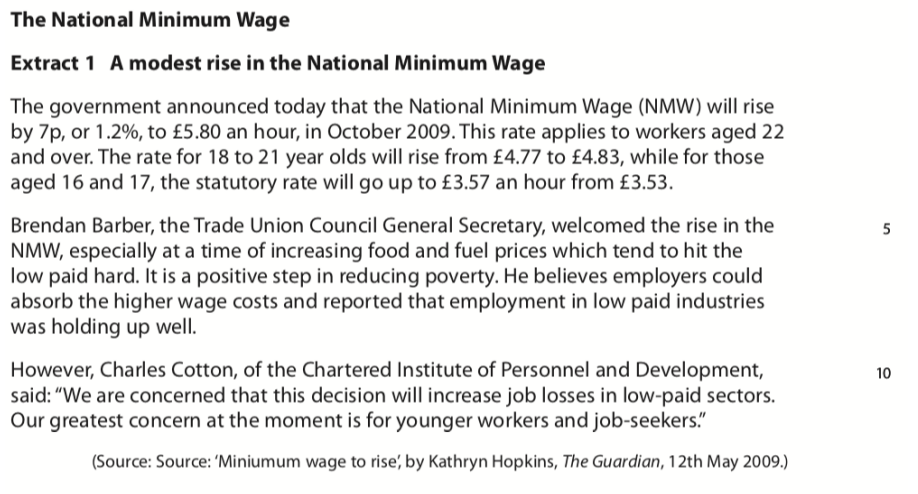 The National Minimum Wage
Extract 1 A modest rise in the National Minimum Wage
The government announced today that the National Minimum Wage (NMW) will rise
by 7p, or 1.2%, to £5.80 an hour, in October 2009. This rate applies to workers aged 22
and over. The rate for 18 to 21 year olds will rise from £4.77 to £4.83, while for those
aged 16 and 17, the statutory rate will go up to £3.57 an hour from £3.53.
Brendan Barber, the Trade Union Council General Secretary, welcomed the rise in the 5
NMW, especially at a time of increasing food and fuel prices which tend to hit the
low paid hard. It is a positive step in reducing poverty. He believes employers could
absorb the higher wage costs and reported that employment in low paid industries
was holding up well.
However, Charles Cotton, of the Chartered Institute of Personnel and Development, 10
said: “We are concerned that this decision will increase job losses in low-paid sectors.
Our greatest concern at the moment is for younger workers and job-seekers.”
(Source: Source: ‘Miniumum wage to rise’, by Kathryn Hopkins, The Guardian, 12th May 2009.)